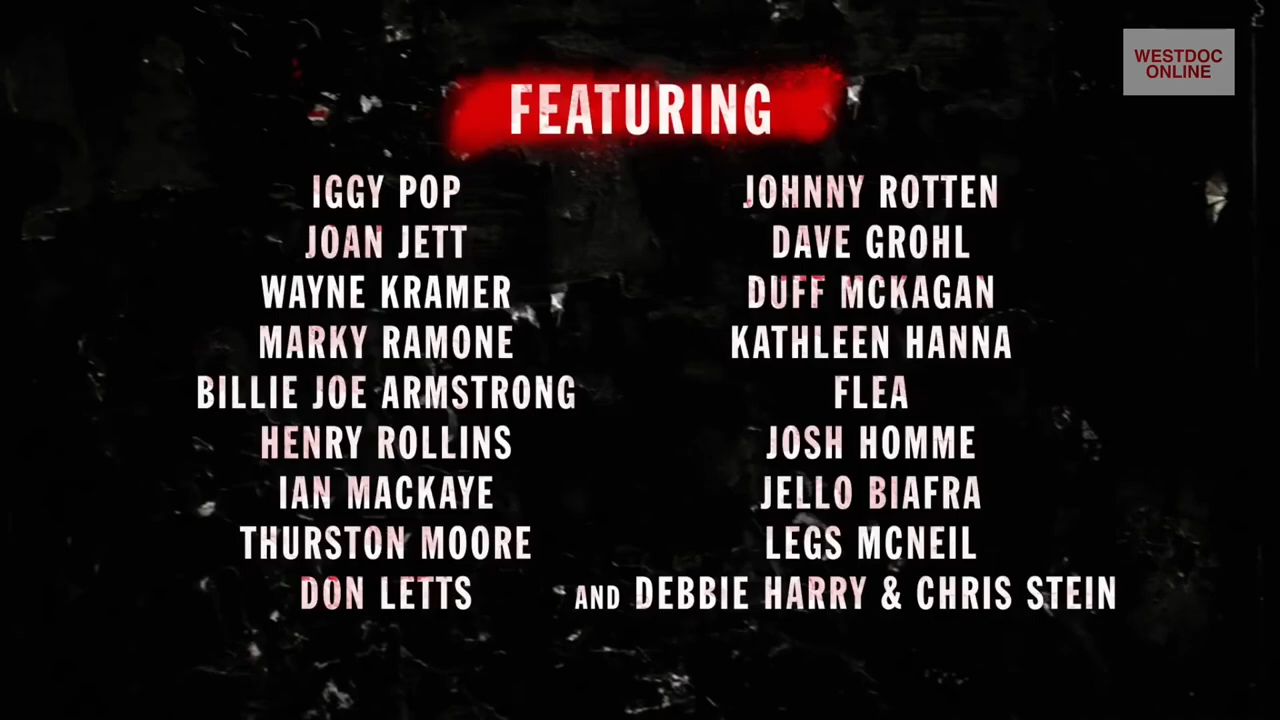 WESTDOC
ONLINE
FEATURING
IGGY POP
JOAN JETT
WAYNE KRAMER
MARKY RAMONE
BILLIE JOE ARMSTRONG
HENRY ROLLINS
IAN MACKAYE
THURSTON MOORE
DON LETTS
JOHNNY ROTTEN
DAVE GROHL
DUFF MCKAGAN
KATHLEEN HANNA
FLEA
JOSH HOMME
JELLO BIAFRA
LEGS MCNEIL
AND DEBBIE HARRY & CHRIS STEIN